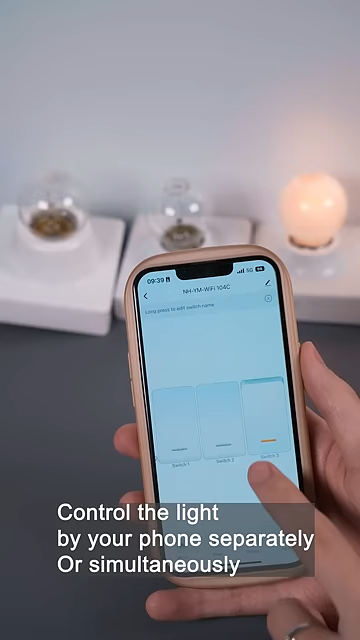 09:39
5G
NH-YM-WiFi 104C
Long press to edit switch name
Switch 1
Switch 2
Switch 3
Control the light
by your phone separately
Or simultaneously